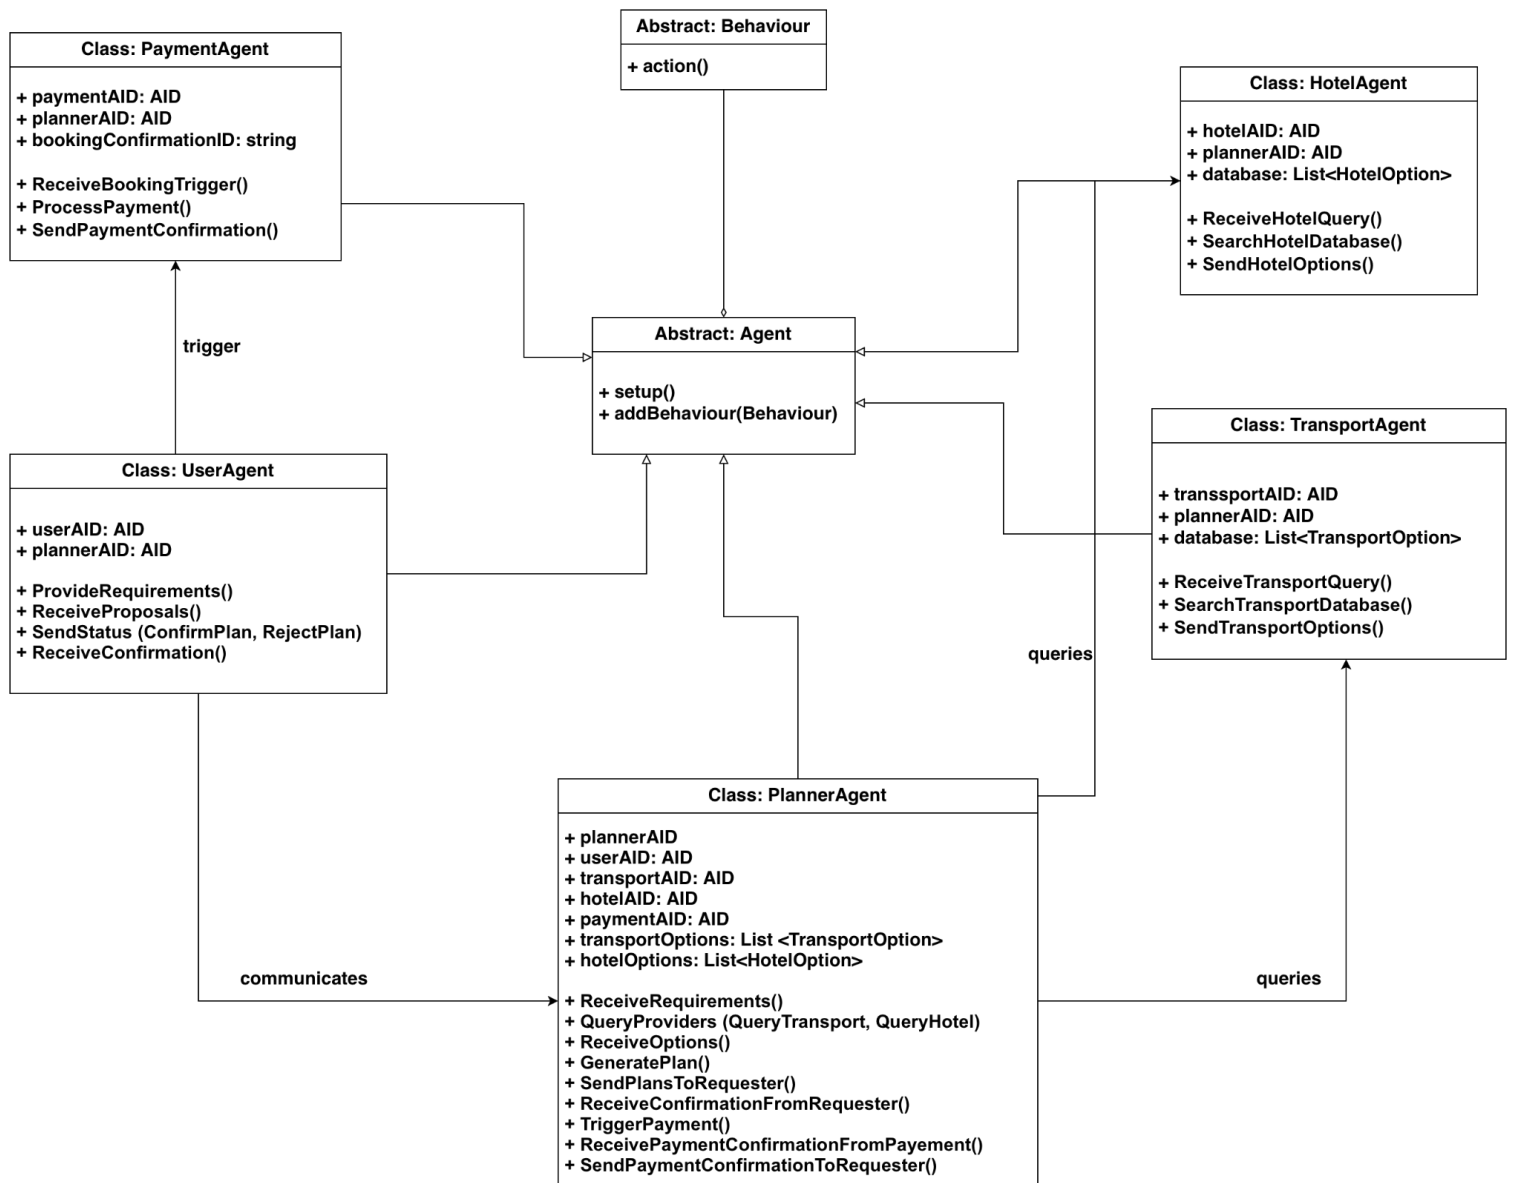 Class: PaymentAgent
+ paymentAID: AID
+ plannerAID: AID
+ bookingConfirmationID: string
+ ReceiveBookingTrigger()
+ ProcessPayment()
+ SendPaymentConfirmation()
Abstract: Behaviour
+ action()
Class: HotelAgent
+ hotelAID: AID
+ plannerAID: AID
+ database: List<HotelOption>
+ ReceiveHotelQuery()
+ SearchHotelDatabase()
+ SendHotelOptions()
trigger
Abstract: Agent
+ setup()
+ addBehaviour(Behaviour)
Class: TransportAgent
+ transsportAID: AID
+ plannerAID: AID
+ database: List<TransportOption>
+ ReceiveTransportQuery()
+ SearchTransportDatabase()
+ SendTransportOptions()
Class: UserAgent
+ userAID: AID
+ plannerAID: AID
+ ProvideRequirements()
+ ReceiveProposals()
+ SendStatus (ConfirmPlan, RejectPlan)
+ ReceiveConfirmation()
queries
Class: PlannerAgent
+ plannerAID
+ userAID: AID
+ transportAID: AID
+ hotelAID: AID
+ paymentAID: AID
+ transportOptions: List <TransportOption>
+ hotelOptions: List<HotelOption>
+ ReceiveRequirements()
+ QueryProviders (QueryTransport, QueryHotel)
+ ReceiveOptions()
+ GeneratePlan()
+ SendPlansToRequester()
+ ReceiveConfirmationFromRequester()
+ TriggerPayment()
+ ReceivePaymentConfirmationFromPayement()
+ SendPaymentConfirmationToRequester()
communicates
queries